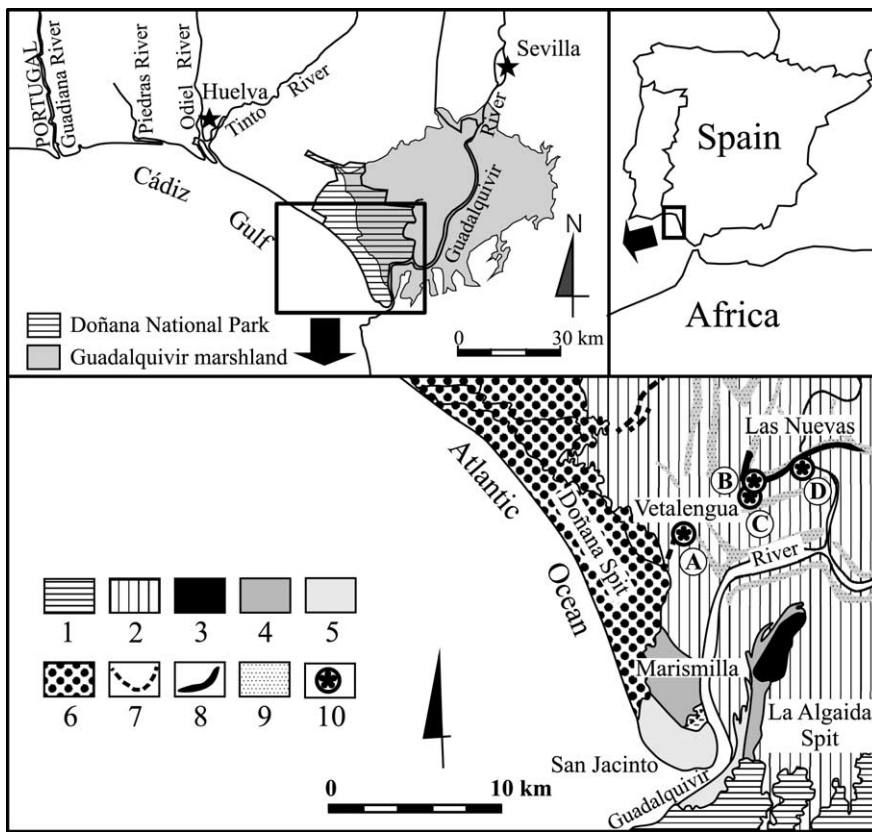 PORTUGAL
Guadiana River
Piedras River
Odiel River
Huelva
Tinto River
Sevilla
Guadalquivir River
Cádiz Gulf
N
Doñana National Park
Guadalquivir marshland
0 30 km
Spain
Africa
Atlantic Ocean
Doñana Spit
Las Nuevas
B
D
Vetalengua
C
A
River
Marismilla
La Algaida
Spit
San Jacinto
Guadalquivir
1 2 3 4 5
6 7 8 9 10
0 10 km